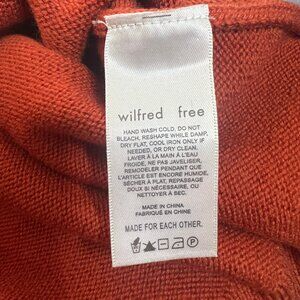 wilfred free
HAND WASH COLD. DO NOT
BLEACH, RESHAPE WHILE DAMP,
DRY FLAT, COOL IRON ONLY IF
NEEDED, OR DRY CLEAN.
LAVER À LA MAIN À L'EAU
FROIDE, NE PAS JAVELISER,
REMODELER PENDANT QUE
L'ARTICLE EST ENCORE HUMIDE,
SÉCHER À PLAT, REPASSAGE
DOUX SI NÉCESSAIRE, OU
NETTOYER À SEC.
MADE IN CHINA
FABRIQUÉ EN CHINE
MADE FOR EACH OTHER.